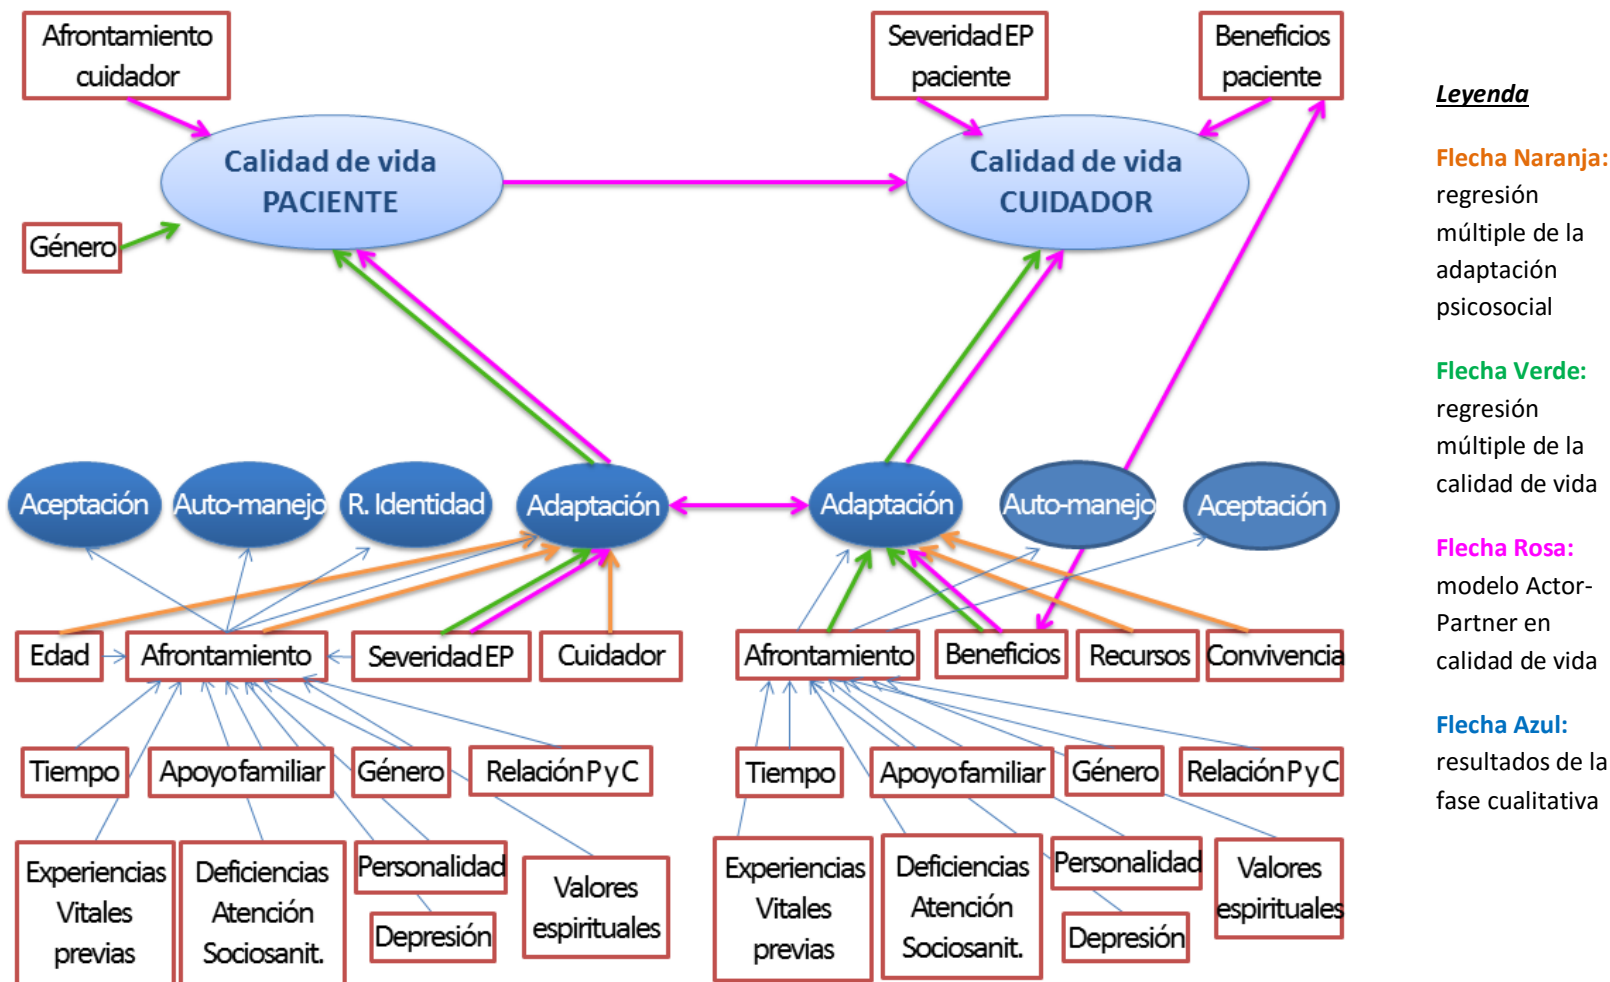 Afrontamiento
cuidador
Severidad EP
paciente
Beneficios
paciente
Calidad de vida
PACIENTE
Calidad de vida
CUIDADOR
Género
Aceptación
Auto-manejo
R. Identidad
Adaptación
Adaptación
Auto-manejo
Aceptación
Edad
Afrontamiento
Severidad EP
Cuidador
Afrontamiento
Beneficios
Recursos
Convivencia
Tiempo
Apoyo familiar
Género
Relación P y C
Tiempo
Apoyo familiar
Género
Relación P y C
Experiencias
Vitales
previas
Deficiencias
Atención
Sociosanit.
Personalidad
Depresión
Valores
espirituales
Experiencias
Vitales
previas
Deficiencias
Atención
Sociosanit.
Personalidad
Depresión
Valores
espirituales
Leyenda
Flecha Naranja:
regresión
múltiple de la
adaptación
psicosocial
Flecha Verde:
regresión
múltiple de la
calidad de vida
Flecha Rosa:
modelo Actor-
Partner en
calidad de vida
Flecha Azul:
resultados de la
fase cualitativa